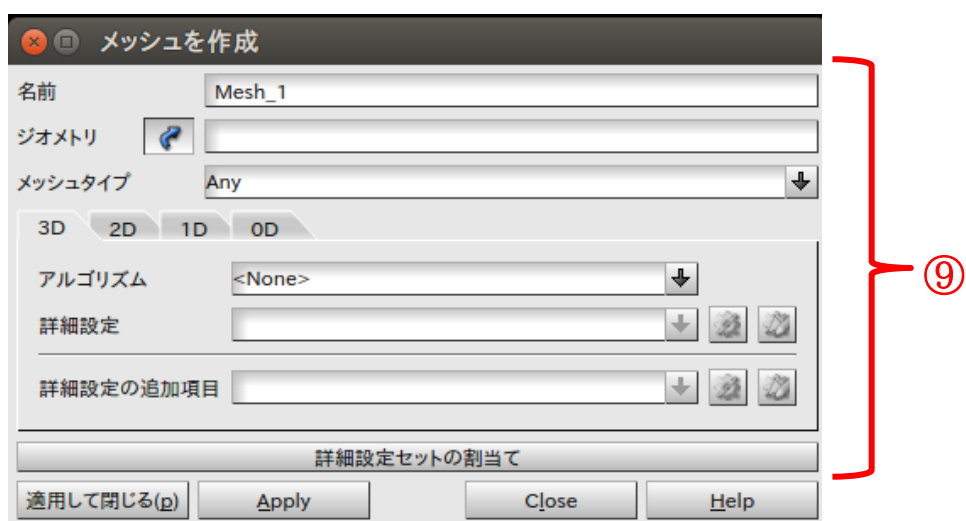 メッシュを作成
名前 Mesh_1
ジオメトリ
メッシュタイプ Any
3D 2D 1D 0D
アルゴリズム <None>
詳細設定
詳細設定の追加項目
詳細設定セットの割当て
適用して閉じる(p) Apply Close Help
⑨